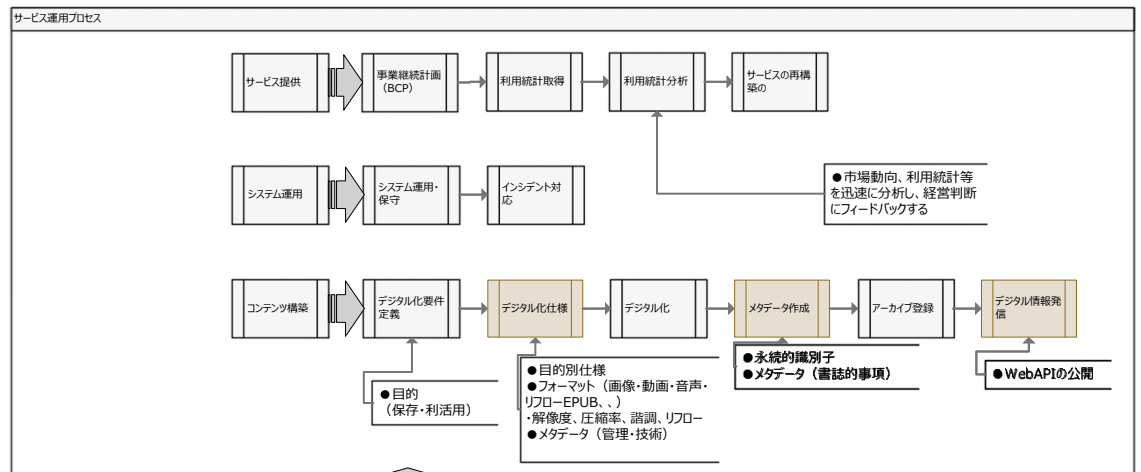 サービス運用プロセス
サービス提供
事業継続計画
（BCP）
利用統計取得
利用統計分析
サービスの再構
築の
●市場動向、利用統計等
を迅速に分析し、経営判断
にフィードバックする
システム運用
システム運用・
保守
インシデント対
応
コンテンツ構築
デジタル化要件
定義
デジタル化仕様
デジタル化
メタデータ作成
アーカイブ登録
デジタル情報発
信
●目的
（保存・利活用）
●目的別仕様
●フォーマット（画像・動画・音声・
リフローEPUB、、）
・解像度、圧縮率、諧調、リフロー
●メタデータ（管理・技術）
●永続的識別子
●メタデータ（書誌的事項）
●WebAPIの公開